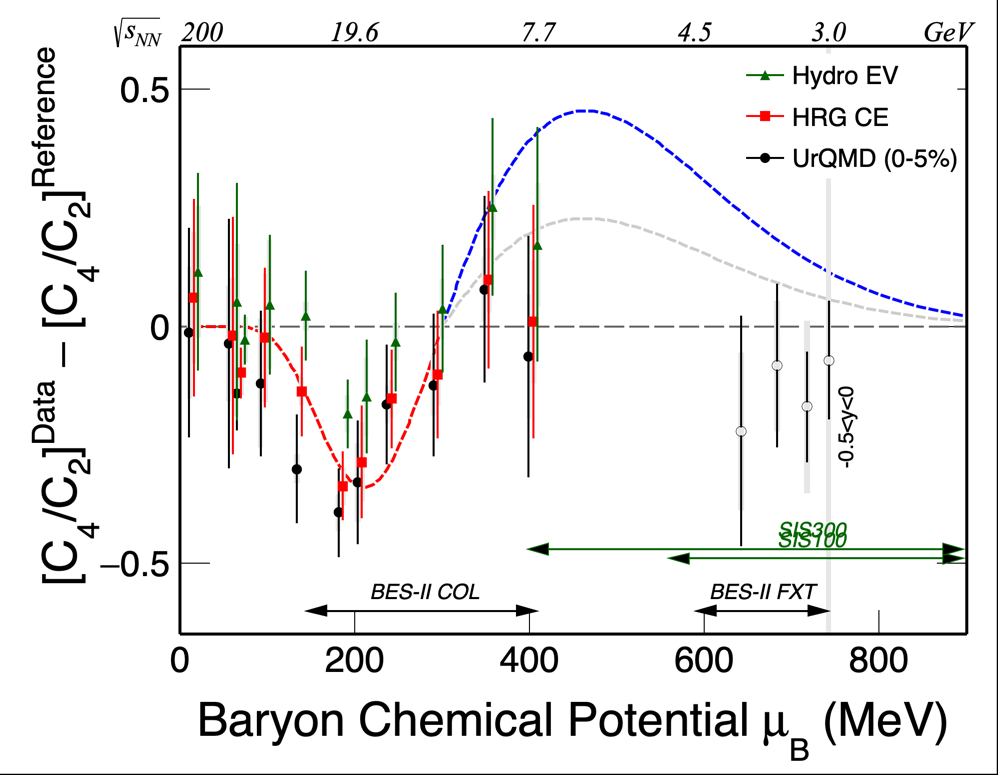 √sNN 200 19.6 7.7 4.5 3.0 GeV
Hydro EV
HRG CE
UrQMD (0-5%)
[C4/C2]Data − [C4/C2]Reference
0.5
0
−0.5
-0.5<y<0
SIS300
SIS100
BES-II COL BES-II FXT
0 200 400 600 800
Baryon Chemical Potential μB (MeV)